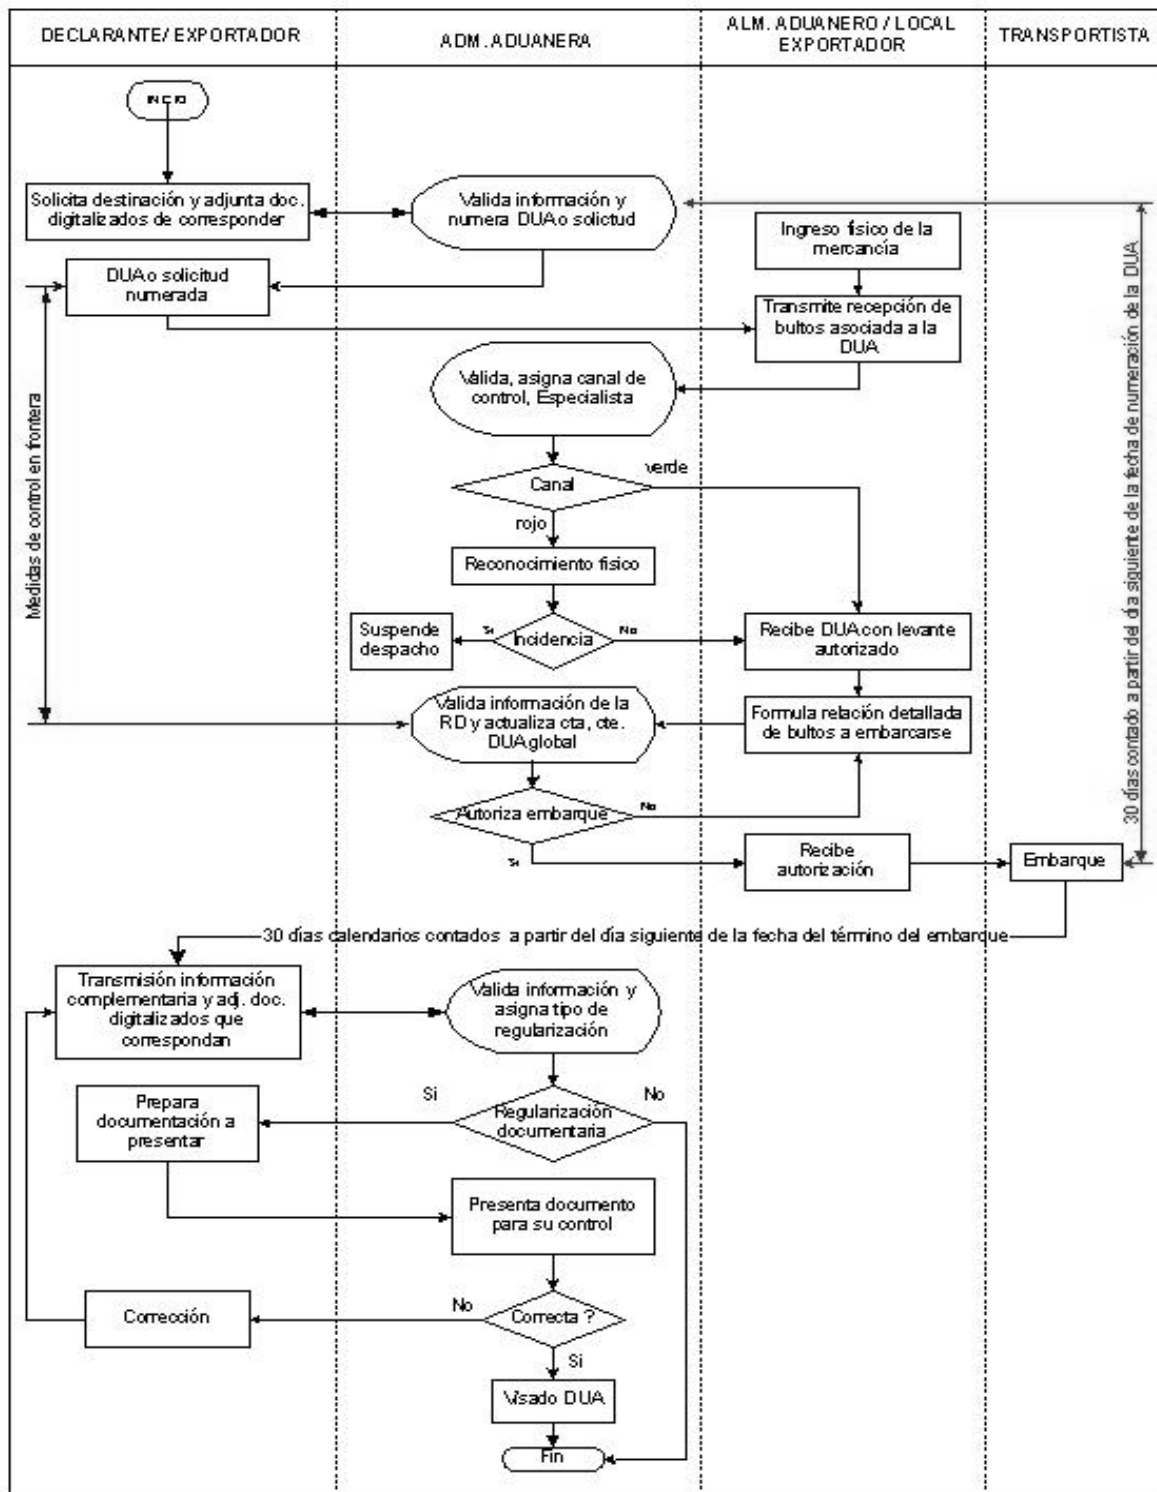 DECLARANTE/ EXPORTADOR
ADM. ADUANERA
ALM. ADUANERO / LOCAL
EXPORTADOR
TRANSPORTISTA
INICIO
Solicita destinación y adjunta doc.
digitalizados de corresponder
Valida información y
numera DUA o solicitud
Ingreso físico de la
mercancía
DUA o solicitud
numerada
Transmite recepción de
bultos asociada a la
DUA
Válida, asigna canal de
control, Especialista
Canal
verde
rojo
Reconocimiento físico
Suspende
despacho
Si
Incidencia
No
Recibe DUA con levante
autorizado
Medidas de control en frontera
30 días contado a partir del día siguiente de la fecha de numeración de la DUA
Valida información de la
RD y actualiza cta, cte.
DUA global
Formula relación detallada
de bultos a embarcarse
Autoriza embarque
No
Si
Recibe
autorización
Embarque
30 días calendarios contados a partir del día siguiente de la fecha del término del embarque
Transmisión información
complementaria y adj. doc.
digitalizados que
correspondan
Valida información y
asigna tipo de
regularización
Si
No
Prepara
documentación a
presentar
Regularización
documentaria
Presenta documento
para su control
Corrección
No
Correcta ?
Si
Visado DUA
Fin